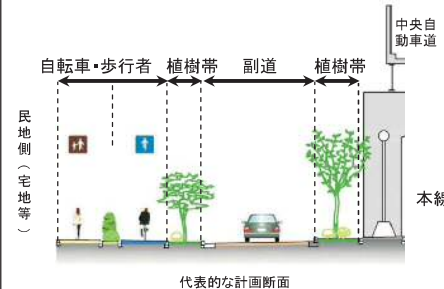 中央自
動車道
自転車・歩行者
植樹帯
副道
植樹帯
民地側（宅地等）
本線
代表的な計画断面